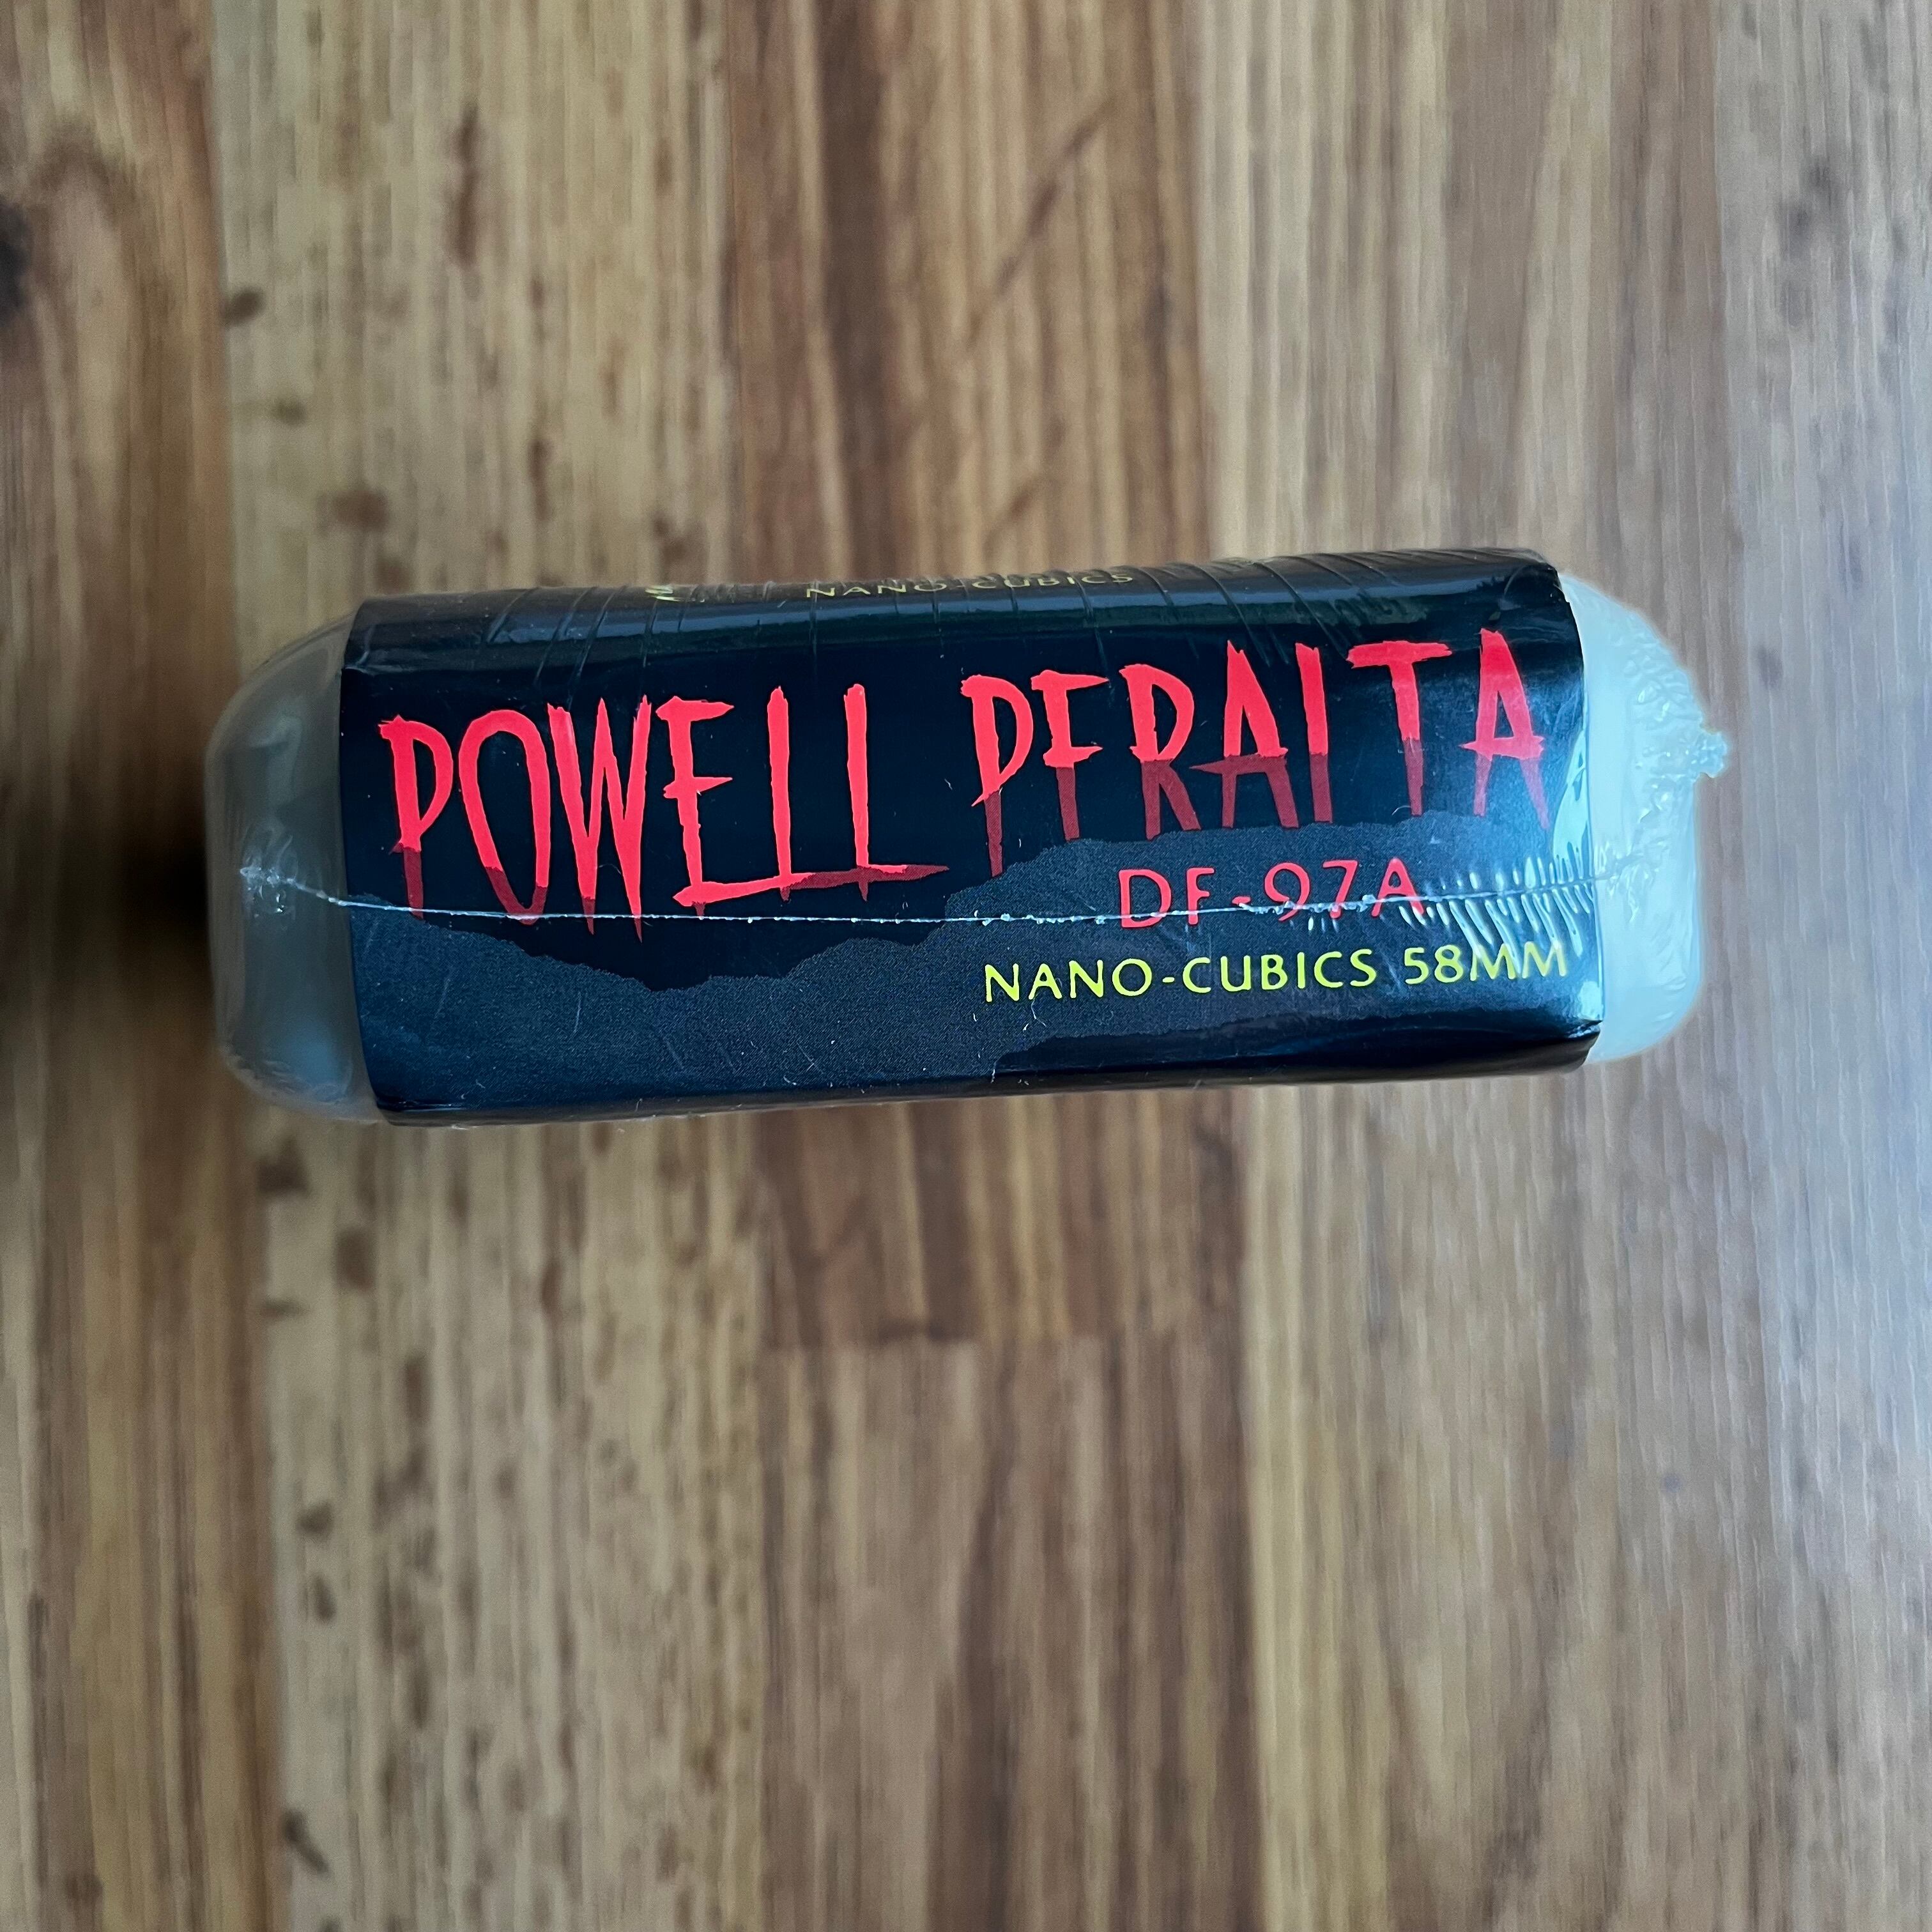 NANO-CUBICS
POWELL PERALTA
DF-97A
NANO-CUBICS 58MM